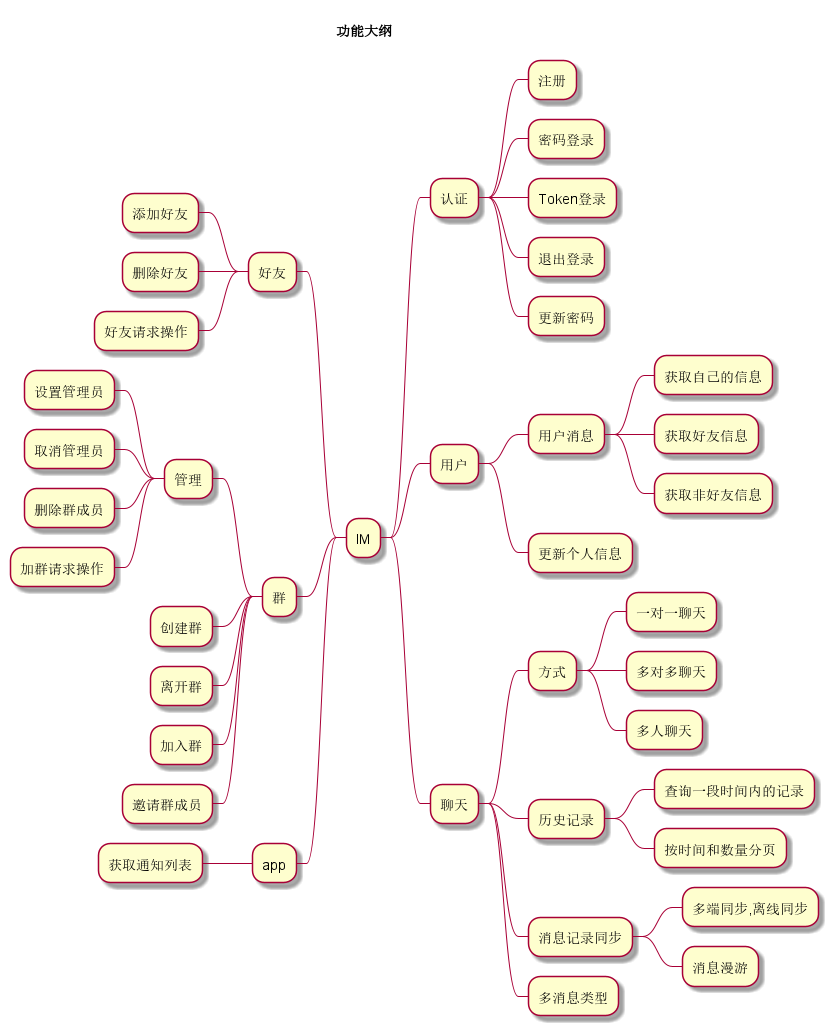 功能大纲
IM
认证
注册
密码登录
Token登录
退出登录
更新密码
用户
用户消息
获取自己的信息
获取好友信息
获取非好友信息
更新个人信息
聊天
方式
一对一聊天
多对多聊天
多人聊天
历史记录
查询一段时间内的记录
按时间和数量分页
消息记录同步
多端同步,离线同步
消息漫游
多消息类型
好友
添加好友
删除好友
好友请求操作
群
管理
设置管理员
取消管理员
删除群成员
加群请求操作
创建群
离开群
加入群
邀请群成员
app
获取通知列表